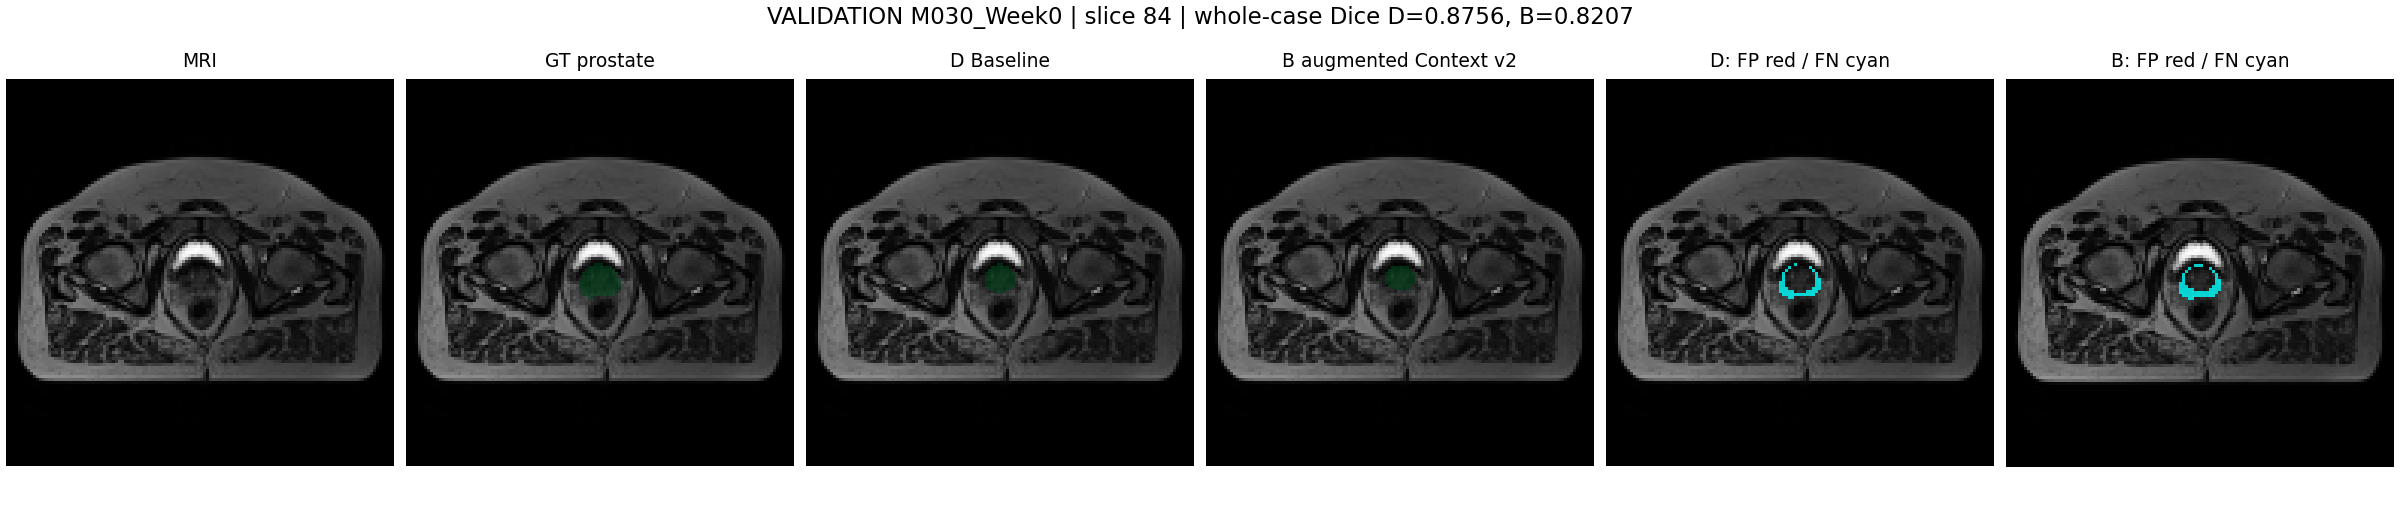 VALIDATION M030_Week0 | slice 84 | whole-case Dice D=0.8756, B=0.8207
MRI
GT prostate
D Baseline
B augmented Context v2
D: FP red / FN cyan
B: FP red / FN cyan